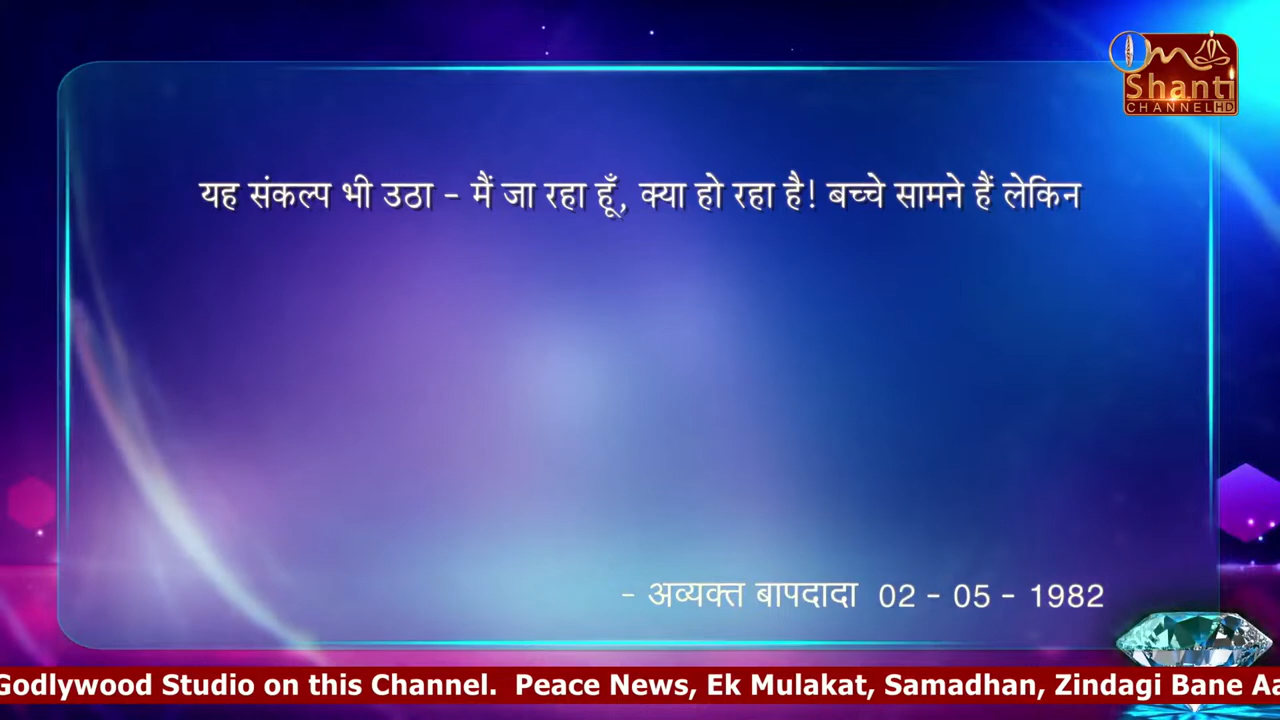 Om
Shanti
CHANNEL HD
यह संकल्प भी उठा - मैं जा रहा हूँ, क्या हो रहा है! बच्चे सामने हैं लेकिन
- अव्यक्त बापदादा 02 - 05 - 1982
Godlywood Studio on this Channel. Peace News, Ek Mulakat, Samadhan, Zindagi Bane Aa